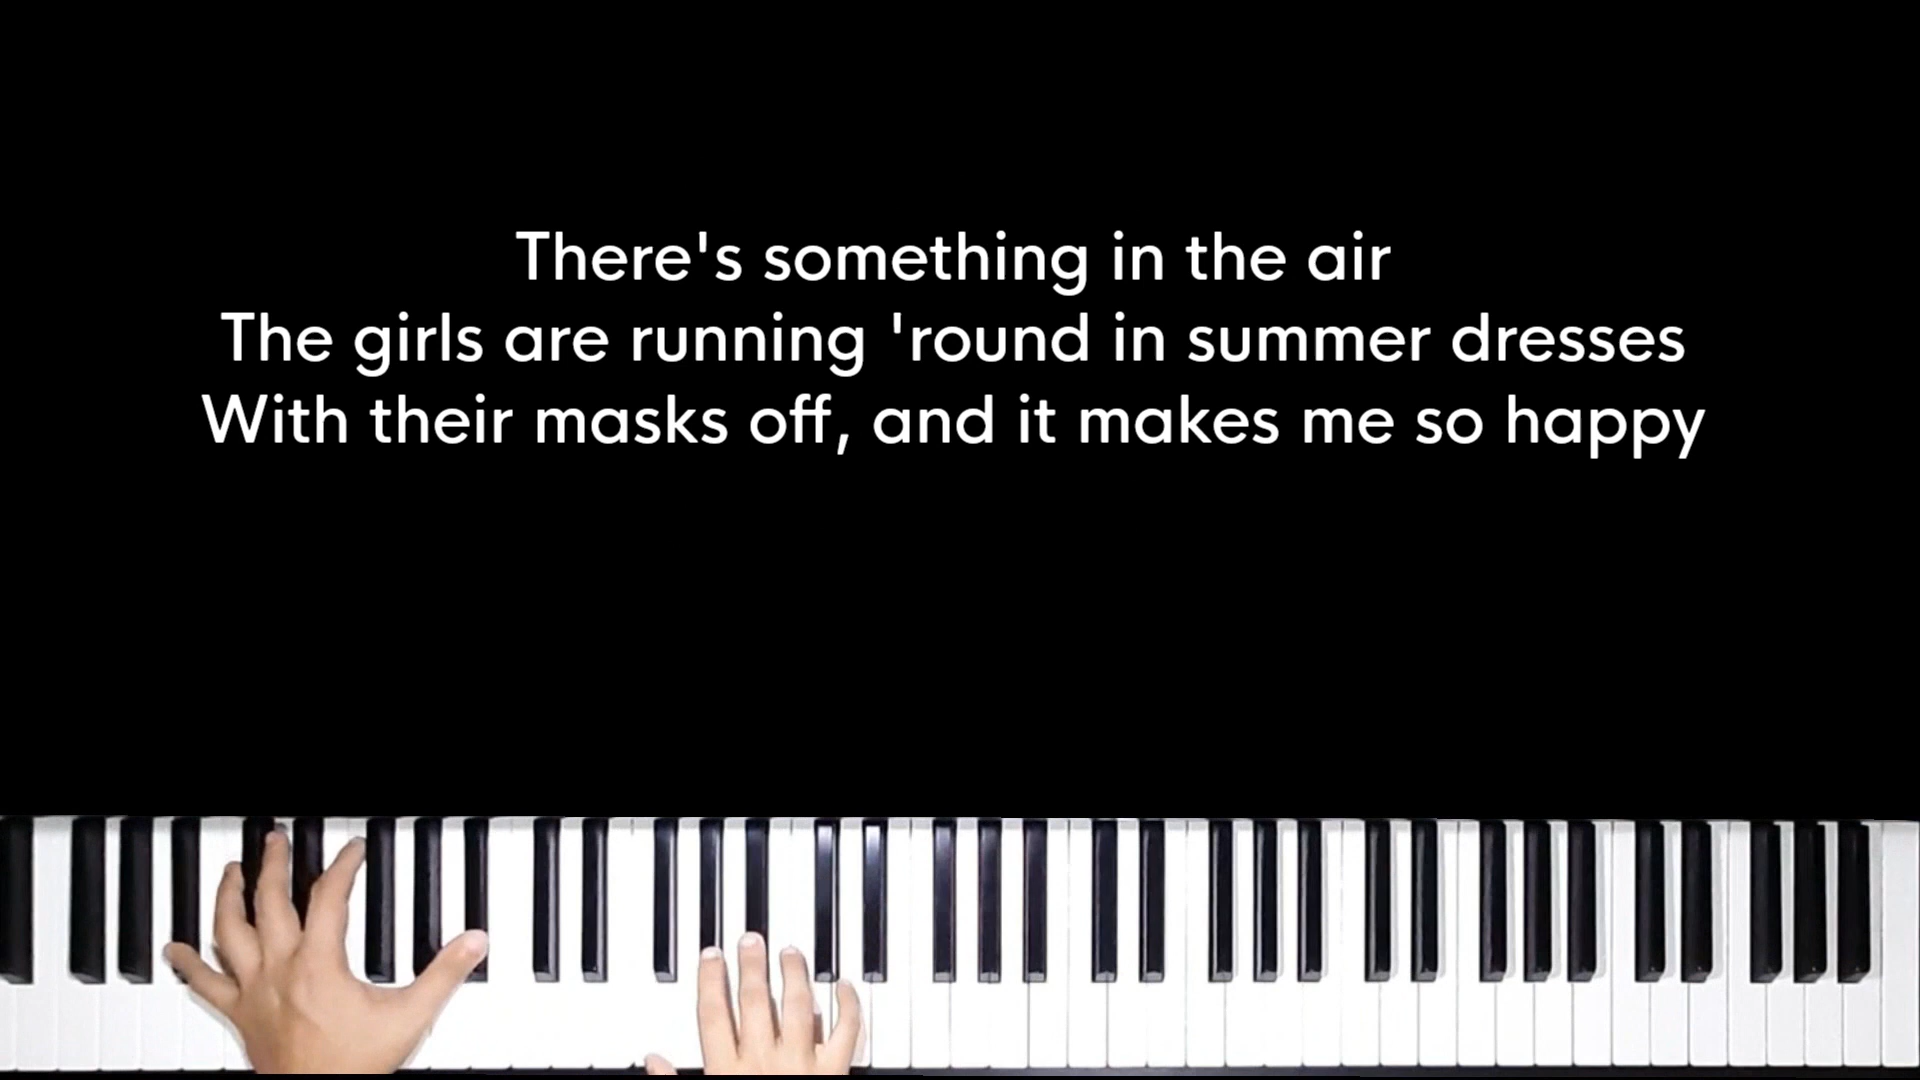 There's something in the air
The girls are running 'round in summer dresses
With their masks off, and it makes me so happy